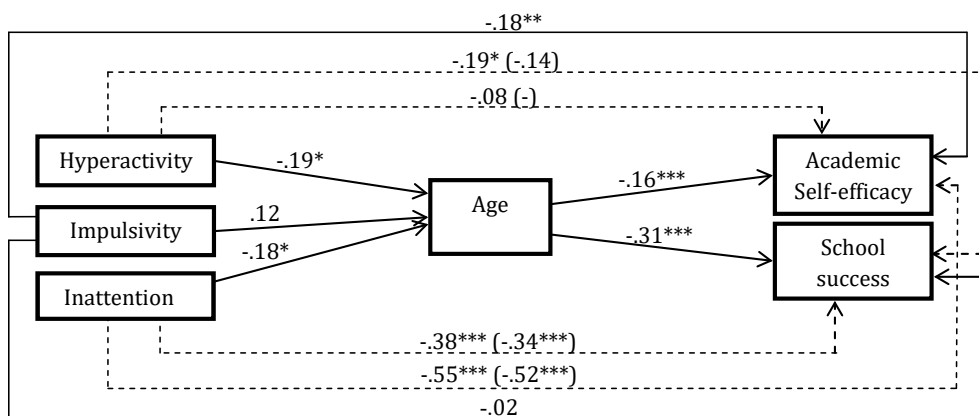 -.18**
-.19* (-.14)
-.08 (-)
Hyperactivity
-.19*
Academic
Self-efficacy
-.16***
Age
Impulsivity
.12
-.18*
-.31***
School
success
Inattention
-.38*** (-.34***)
-.55*** (-.52***)
-.02